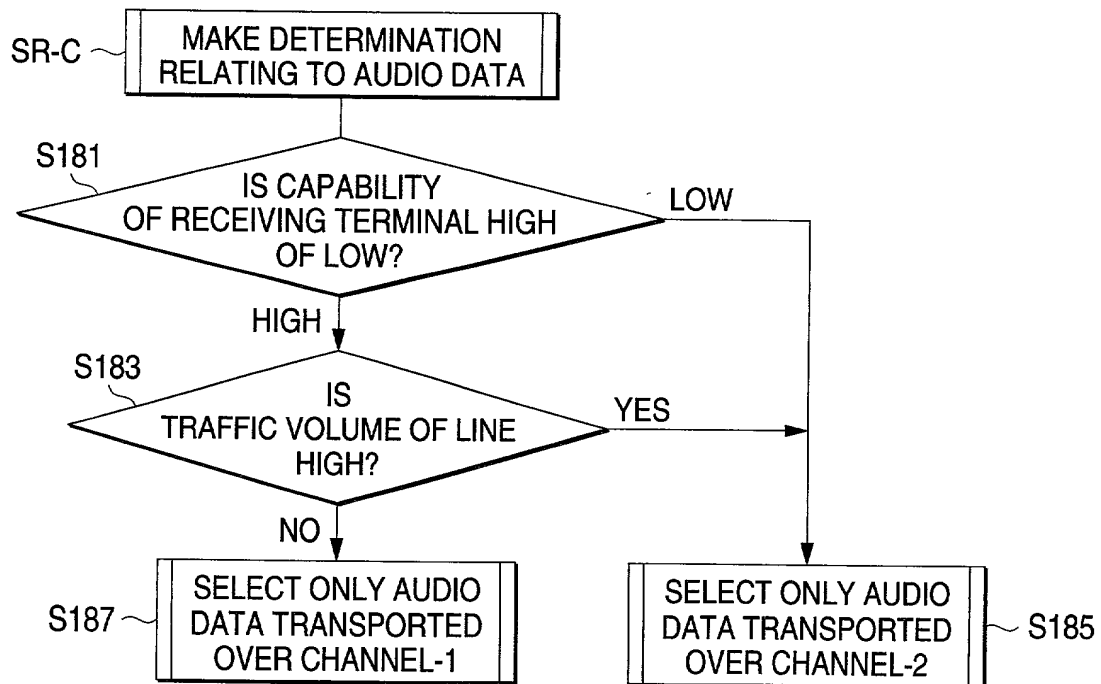 SR-C
MAKE DETERMINATION
RELATING TO AUDIO DATA
S181
IS CAPABILITY
OF RECEIVING TERMINAL HIGH
OF LOW?
LOW
HIGH
S183
IS
TRAFFIC VOLUME OF LINE
HIGH?
YES
NO
S187
SELECT ONLY AUDIO
DATA TRANSPORTED
OVER CHANNEL-1
SELECT ONLY AUDIO
DATA TRANSPORTED
OVER CHANNEL-2
S185